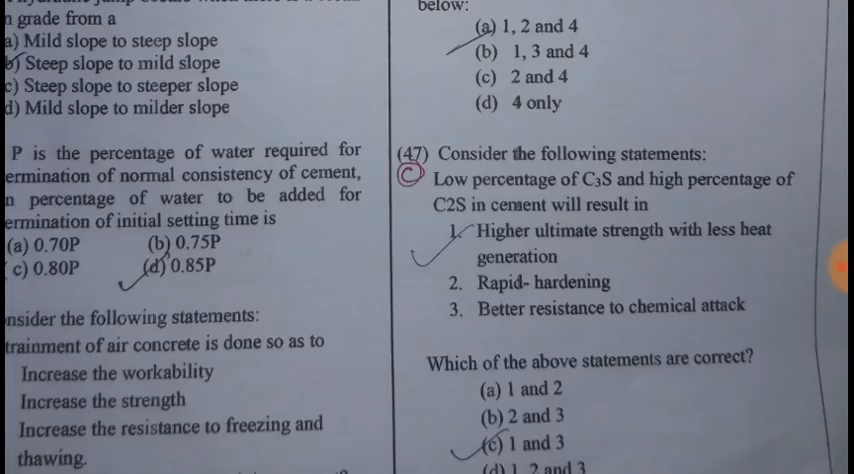 n grade from a
a) Mild slope to steep slope
b) Steep slope to mild slope
c) Steep slope to steeper slope
d) Mild slope to milder slope
P is the percentage of water required for
ermination of normal consistency of cement,
n percentage of water to be added for
ermination of initial setting time is
(a) 0.70P (b) 0.75P
c) 0.80P (d) 0.85P
nsider the following statements:
trainment of air concrete is done so as to
Increase the workability
Increase the strength
Increase the resistance to freezing and
thawing.
below:
(a) 1, 2 and 4
(b) 1, 3 and 4
(c) 2 and 4
(d) 4 only
(47) Consider the following statements:
C
Low percentage of C3S and high percentage of
C2S in cement will result in
1. Higher ultimate strength with less heat
generation
2. Rapid- hardening
3. Better resistance to chemical attack
Which of the above statements are correct?
(a) 1 and 2
(b) 2 and 3
(c) 1 and 3
(d) 1, 2 and 3